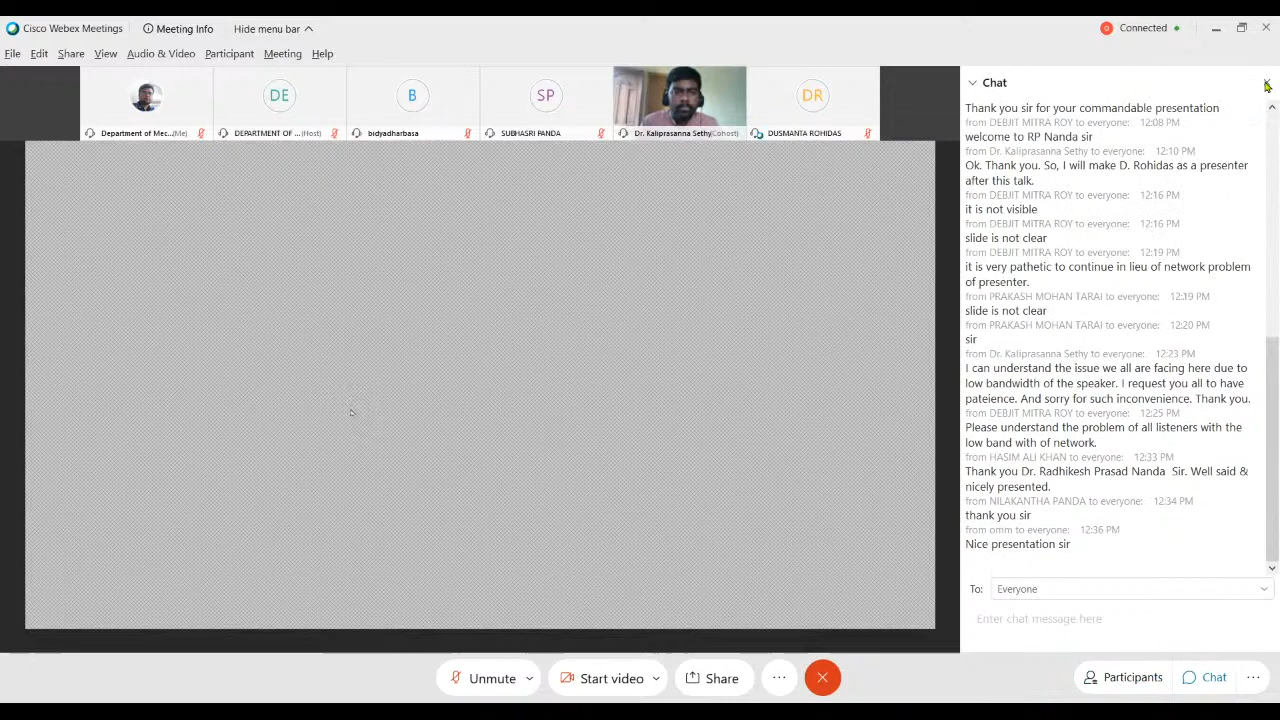 Cisco Webex Meetings
Meeting Info
Hide menu bar
Connected
File Edit Share View Audio & Video Participant Meeting Help
DE B SP DR
Department of Mec...(Me) DEPARTMENT OF ...(Host) bidyadharbasa SUBHASRI PANDA Dr. Kaliprasanna Sethy(Cohost) DUSMANTA ROHIDAS
Chat
Thank you sir for your commandable presentation
from DEBJIT MITRA ROY to everyone: 12:08 PM
welcome to RP Nanda sir
from Dr. Kaliprasanna Sethy to everyone: 12:10 PM
Ok. Thank you. So, I will make D. Rohidas as a presenter
after this talk.
from DEBJIT MITRA ROY to everyone: 12:16 PM
it is not visible
from DEBJIT MITRA ROY to everyone: 12:16 PM
slide is not clear
from DEBJIT MITRA ROY to everyone: 12:19 PM
it is very pathetic to continue in lieu of network problem
of presenter.
from PRAKASH MOHAN TARAI to everyone: 12:19 PM
slide is not clear
from PRAKASH MOHAN TARAI to everyone: 12:20 PM
sir
from Dr. Kaliprasanna Sethy to everyone: 12:23 PM
I can understand the issue we all are facing here due to
low bandwidth of the speaker. I request you all to have
pateience. And sorry for such inconvenience. Thank you.
from DEBJIT MITRA ROY to everyone: 12:25 PM
Please understand the problem of all listeners with the
low band with of network.
from HASIM ALI KHAN to everyone: 12:33 PM
Thank you Dr. Radhikesh Prasad Nanda Sir. Well said &
nicely presented.
from NILAKANTHA PANDA to everyone: 12:34 PM
thank you sir
from omm to everyone: 12:36 PM
Nice presentation sir
To: Everyone
Enter chat message here
Unmute Start video Share
Participants Chat